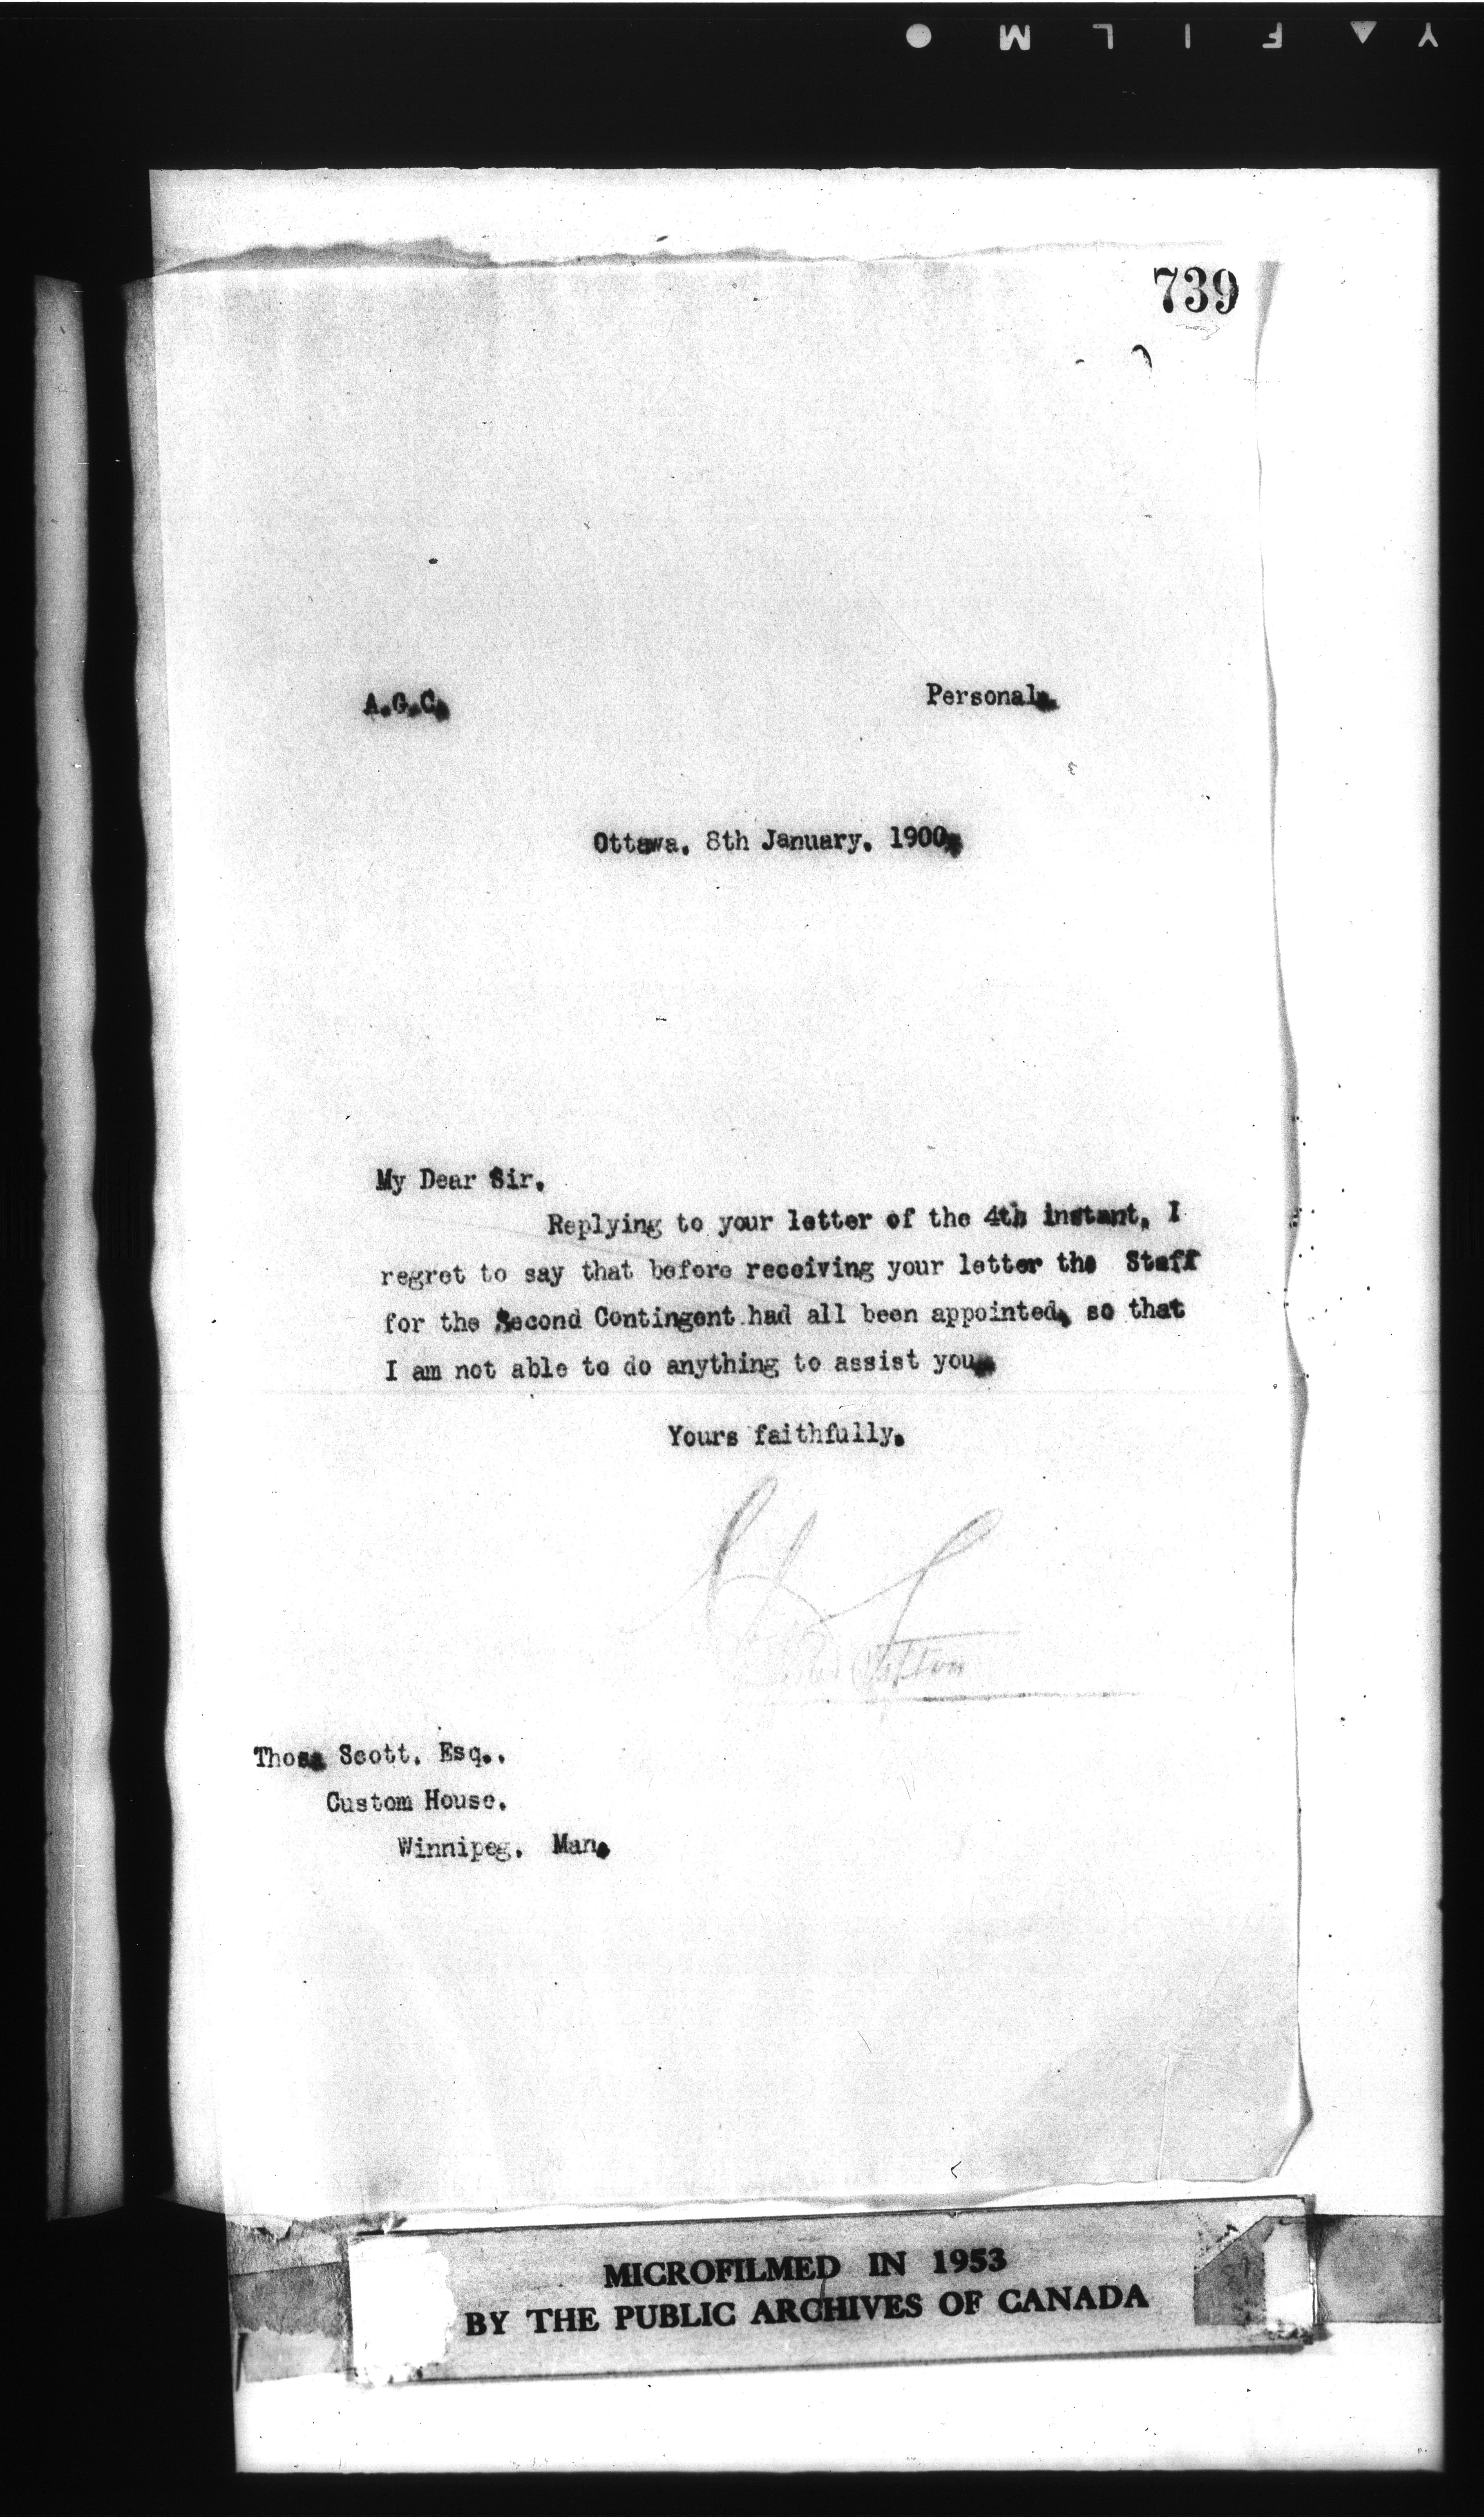 Y ▲ F I L M ●
739
A.G.C.
Personal.
Ottawa. 8th January. 1900.
My Dear Sir.
Replying to your letter of the 4th instant, I
regret to say that before receiving your letter the Staff
for the Second Contingent had all been appointed, so that
I am not able to do anything to assist you.
Yours faithfully.
Sifton
Thos. Scott. Esq..
Custom House.
Winnipeg. Man.
MICROFILMED IN 1953
BY THE PUBLIC ARCHIVES OF CANADA